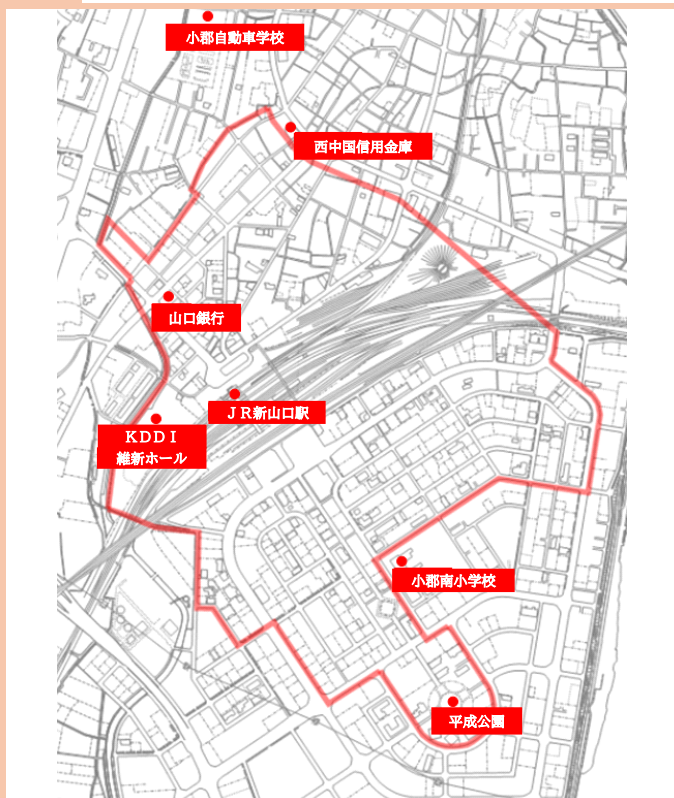 小郡自動車学校
西中国信用金庫
山口銀行
ＪＲ新山口駅
ＫＤＤＩ
維新ホール
小郡南小学校
平成公園